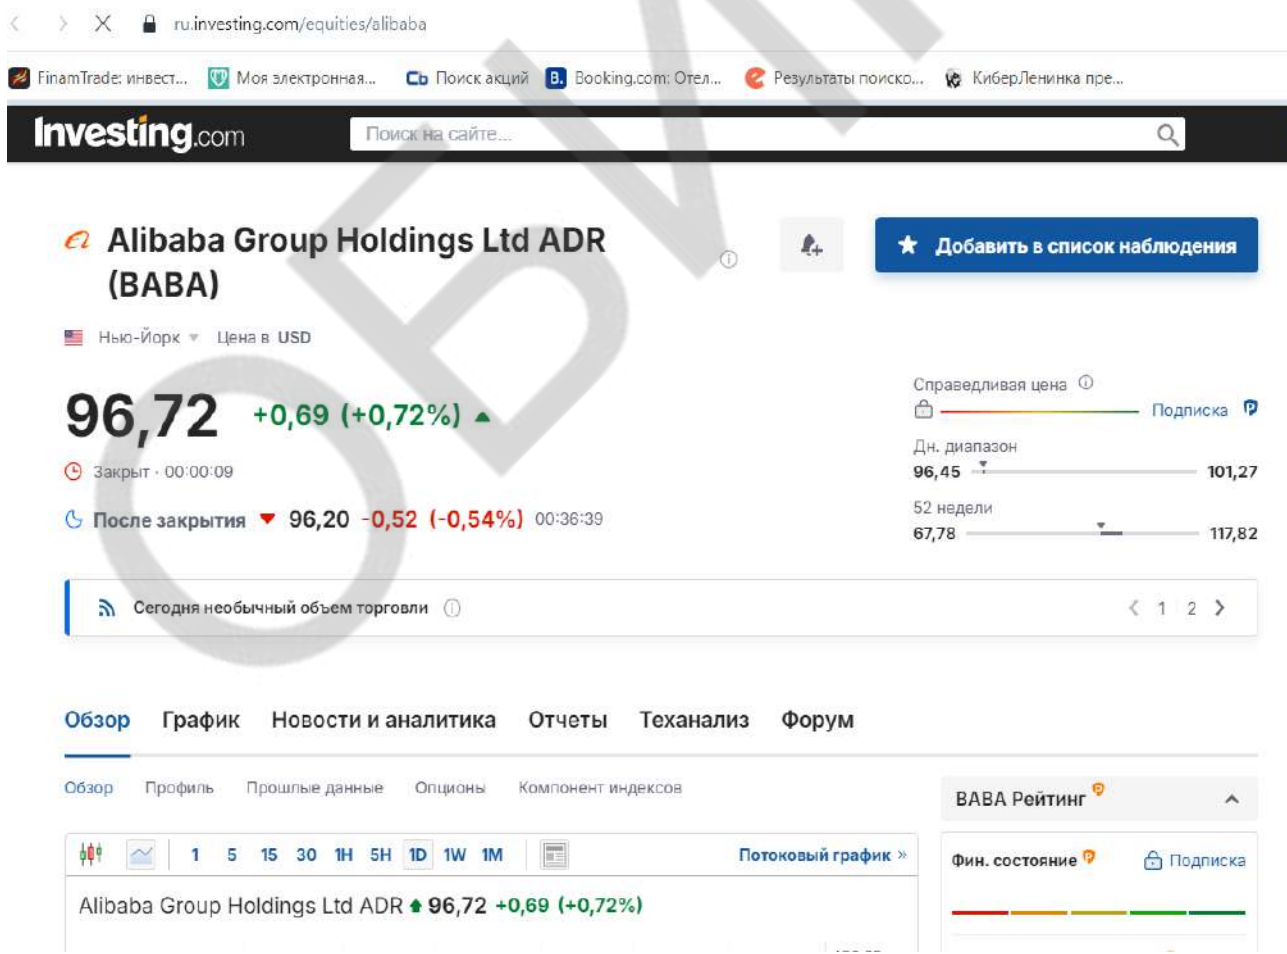 ru.investing.com/equities/alibaba
FinamTrade: инвест... Моя электронная... Cb Поиск акций B. Booking.com: Отел... Результаты поиско... КиберЛенинка пре...
Investing.com Поиск на сайте...
Alibaba Group Holdings Ltd ADR
(BABA)
Добавить в список наблюдения
Нью-Йорк Цена в USD
96,72 +0,69 (+0,72%)
Закрыт · 00:00:09
После закрытия 96,20 -0,52 (-0,54%) 00:36:39
Справедливая цена
Подписка
Дн. диапазон
96,45 101,27
52 недели
67,78 117,82
Сегодня необычный объем торговли 1 2
Обзор График Новости и аналитика Отчеты Теханализ Форум
Обзор Профиль Прошлые данные Опционы Компонент индексов
BABA Рейтинг
1 5 15 30 1H 5H 1D 1W 1M Потоковый график »
Фин. состояние Подписка
Alibaba Group Holdings Ltd ADR 96,72 +0,69 (+0,72%)